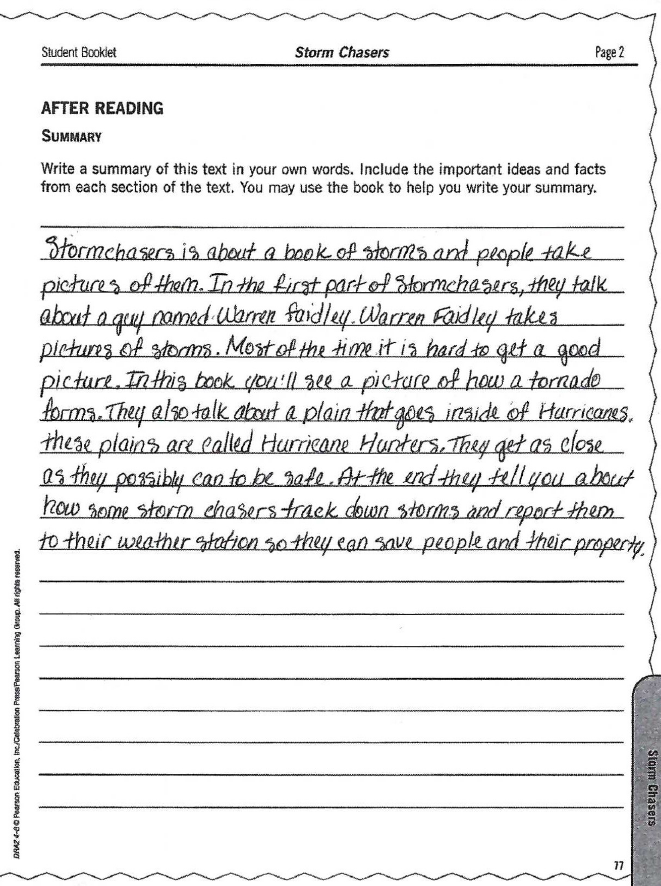 Student Booklet Storm Chasers Page 2
AFTER READING
SUMMARY
Write a summary of this text in your own words. Include the important ideas and facts
from each section of the text. You may use the book to help you write your summary.
Stormchasers is about a book of storms and people take
pictures of them. In the first part of Stormchasers, they talk
about a guy named Warren faidley. Warren Faidley takes
pictures of storms. Most of the time it is hard to get a good
picture. In this book you'll see a picture of how a tornado
forms. They also talk about a plain that goes inside of Hurricanes.
these plains are called Hurricane Hunters. They get as close
as they possibly can to be safe. At the end they tell you about
how some storm chasers track down storms and report them
to their weather station so they can save people and their property.
DRA2 4–8 © Pearson Education, Inc./Celebration Press/Pearson Learning Group. All rights reserved.
Storm Chasers
77